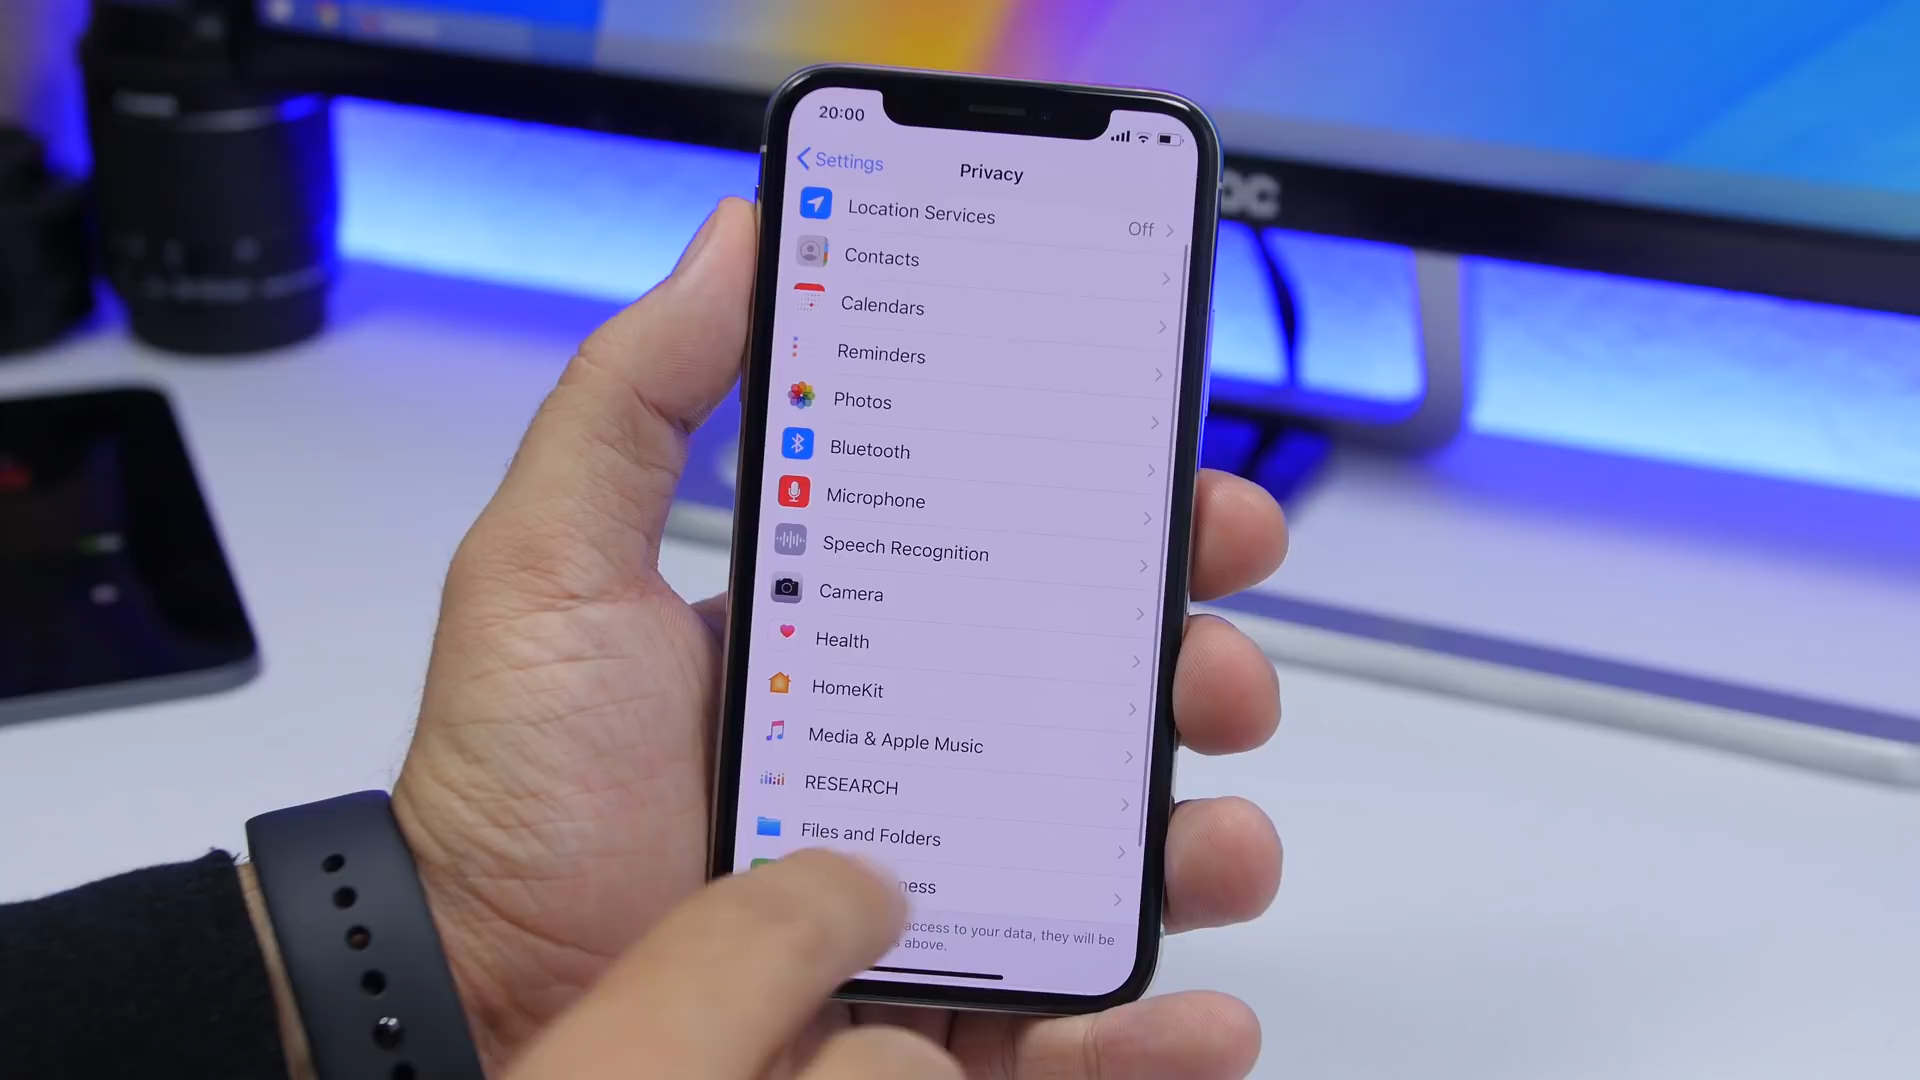 20:00
Settings
Privacy
Location Services
Off
Contacts
Calendars
Reminders
Photos
Bluetooth
Microphone
Speech Recognition
Camera
Health
HomeKit
Media & Apple Music
RESEARCH
Files and Folders
ness
access to your data, they will be
above.